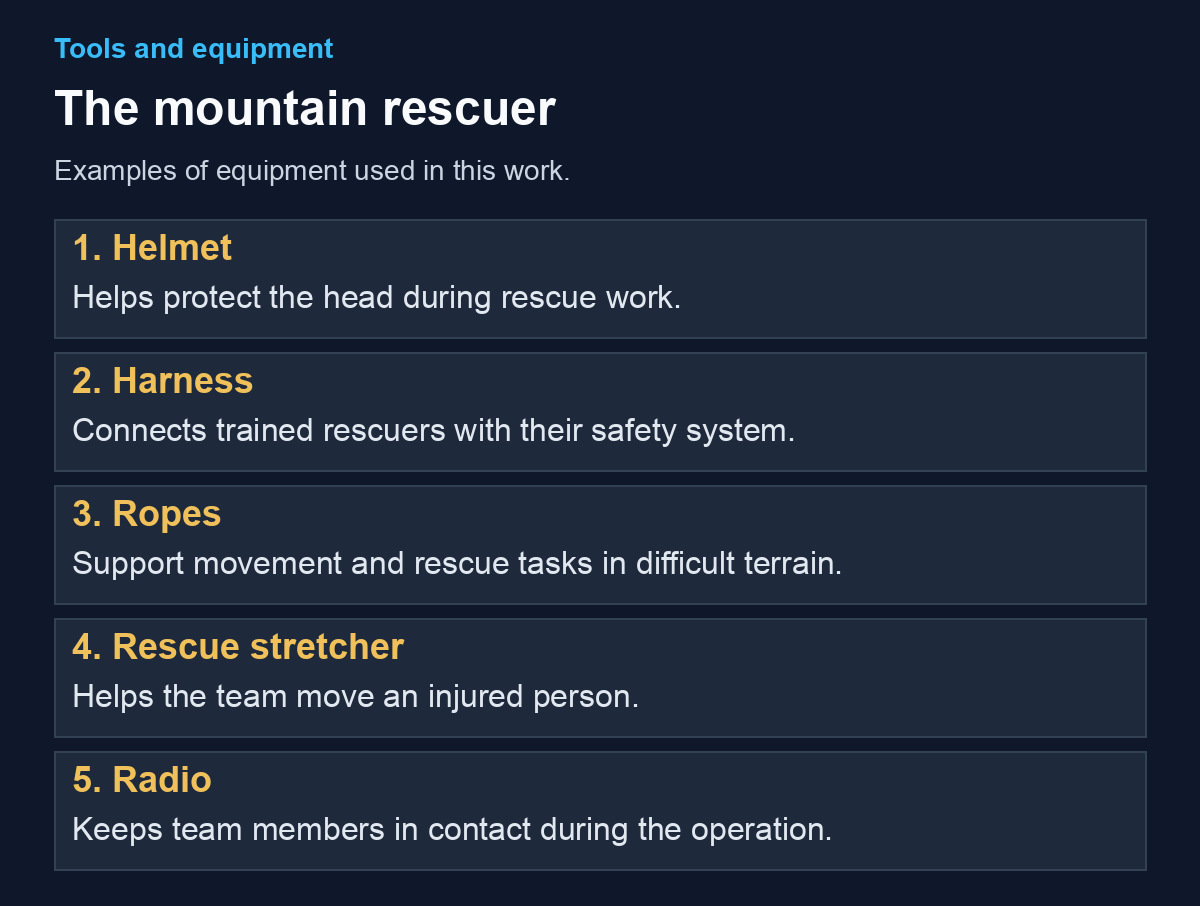 Tools and equipment
The mountain rescuer
Examples of equipment used in this work.
1. Helmet
Helps protect the head during rescue work.
2. Harness
Connects trained rescuers with their safety system.
3. Ropes
Support movement and rescue tasks in difficult terrain.
4. Rescue stretcher
Helps the team move an injured person.
5. Radio
Keeps team members in contact during the operation.